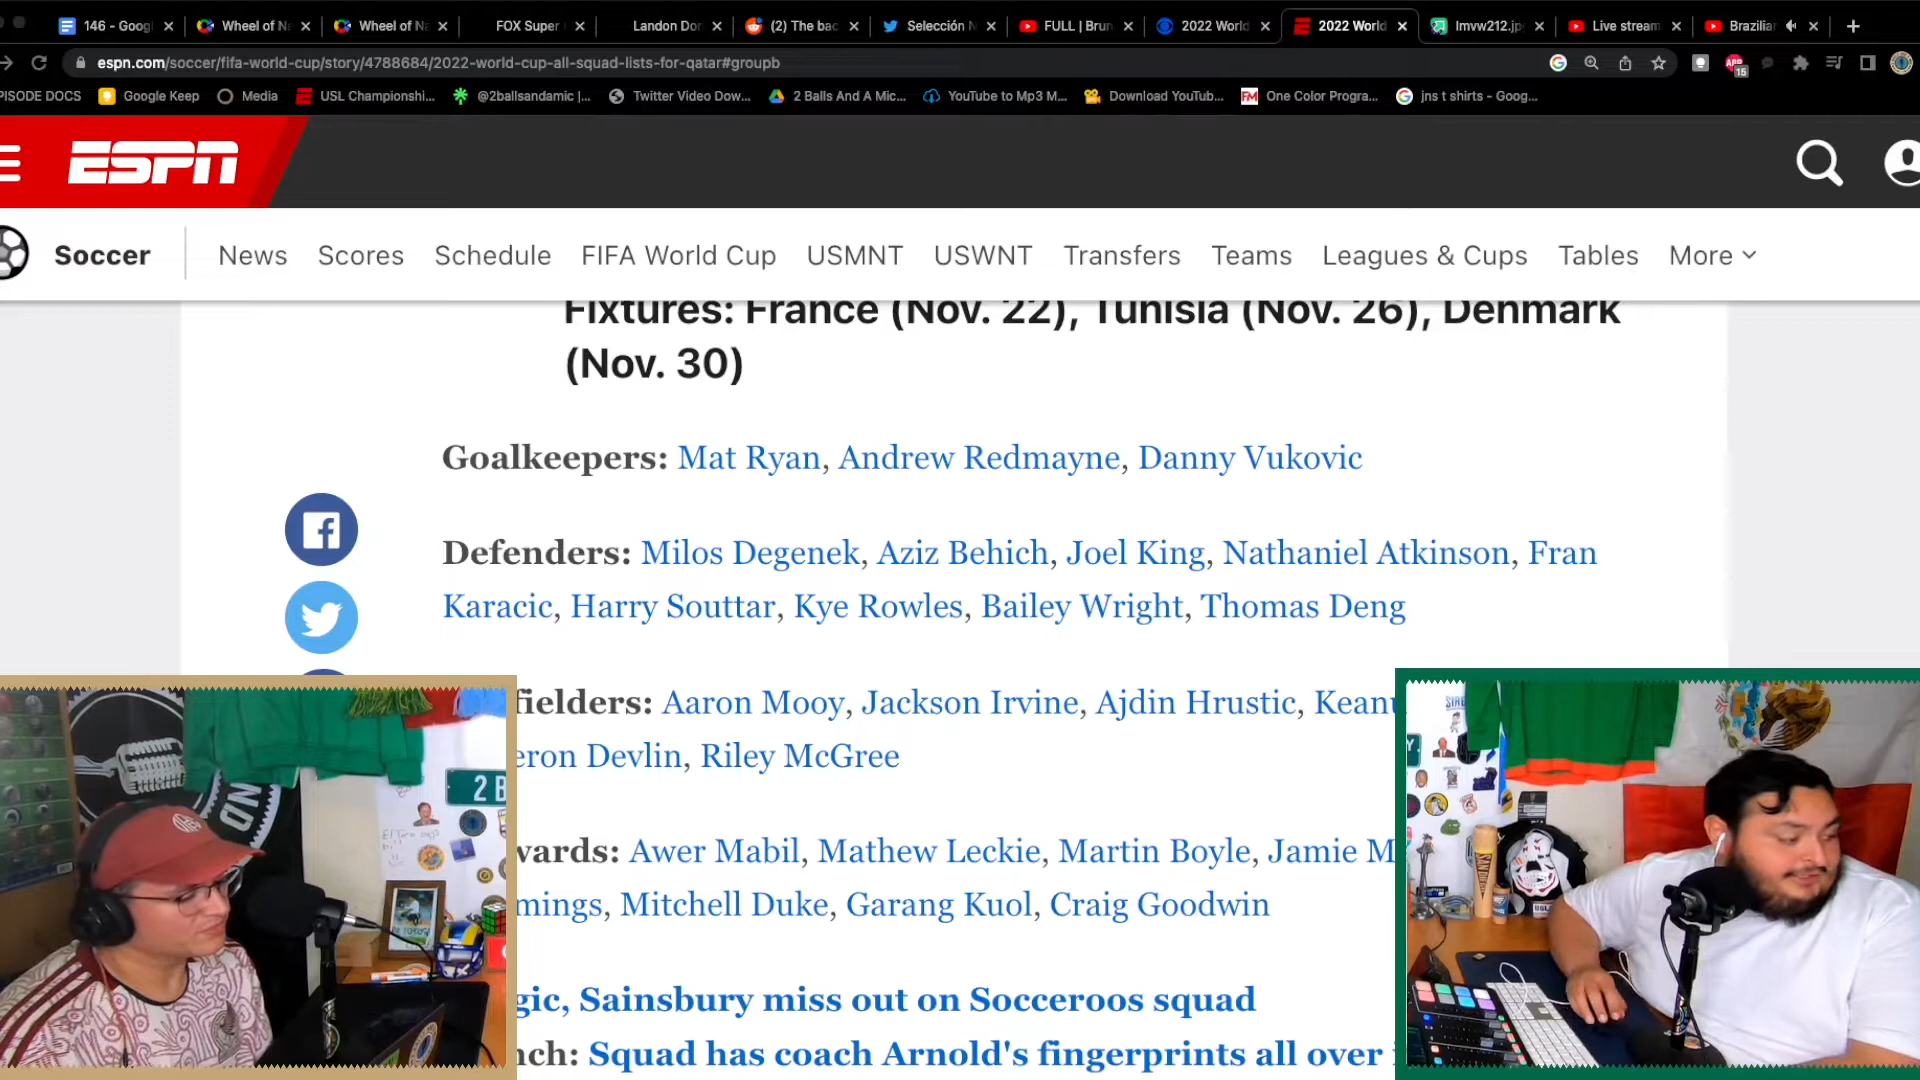 146 - Goog
Wheel of N
Wheel of Na
FOX Super
Landon Don
(2) The bac
Selección N
FULL | Brun
2022 World
2022 World
lmvw212.jp
Live stream
Brazilian
espn.com/soccer/fifa-world-cup/story/4788684/2022-world-cup-all-squad-lists-for-qatar#groupb
15
PISODE DOCS
Google Keep
Media
USL Championshi...
@2ballsandamic |...
Twitter Video Dow...
2 Balls And A Mic...
YouTube to Mp3 M...
Download YouTub...
FM One Color Progra...
jns t shirts - Goog...
ESPN
Soccer
News
Scores
Schedule
FIFA World Cup
USMNT
USWNT
Transfers
Teams
Leagues & Cups
Tables
More
Fixtures: France (Nov. 22), Tunisia (Nov. 26), Denmark
(Nov. 30)
Goalkeepers: Mat Ryan, Andrew Redmayne, Danny Vukovic
Defenders: Milos Degenek, Aziz Behich, Joel King, Nathaniel Atkinson, Fran
Karacic, Harry Souttar, Kye Rowles, Bailey Wright, Thomas Deng
fielders: Aaron Mooy, Jackson Irvine, Ajdin Hrustic, Keanu
eron Devlin, Riley McGree
wards: Awer Mabil, Mathew Leckie, Martin Boyle, Jamie M
mings, Mitchell Duke, Garang Kuol, Craig Goodwin
gic, Sainsbury miss out on Socceroos squad
nch: Squad has coach Arnold's fingerprints all over
ND
2 B